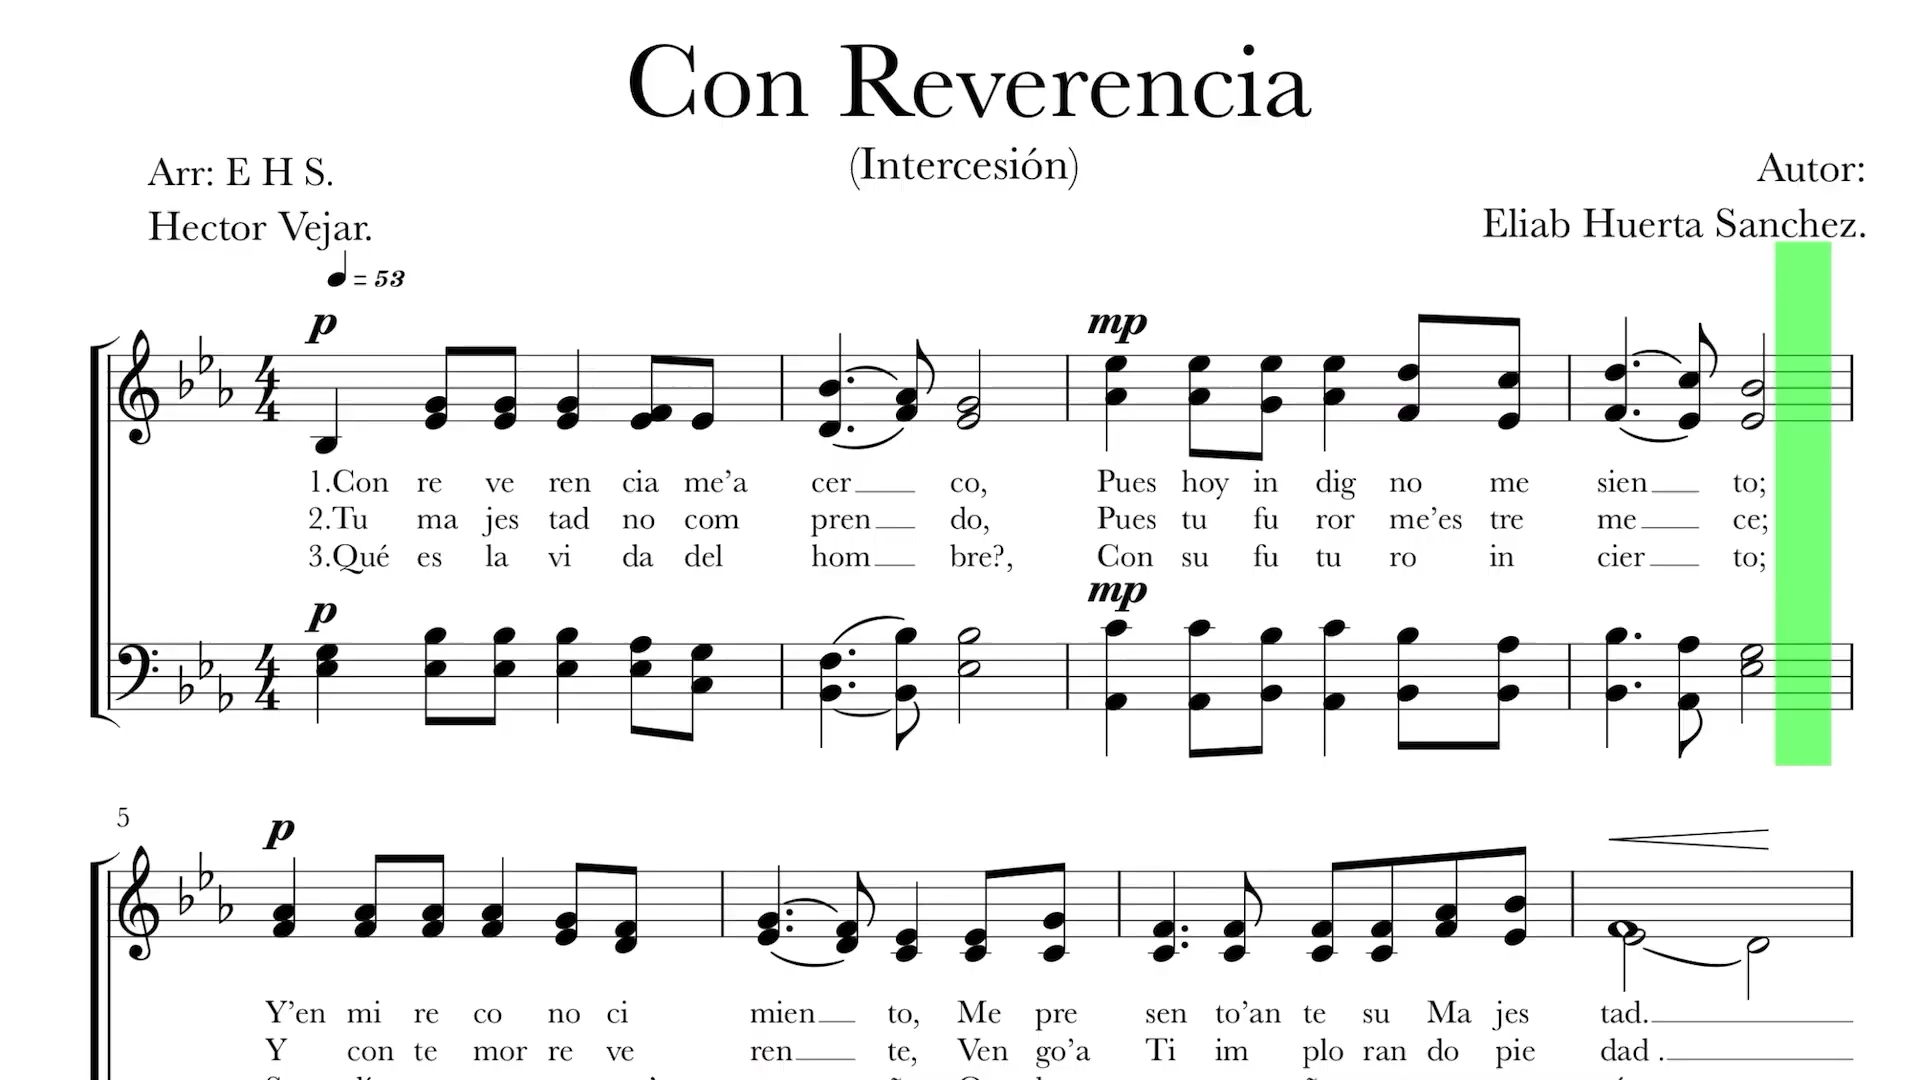 Con Reverencia
(Intercesión)
Arr: E H S.
Hector Vejar.
Autor:
Eliab Huerta Sanchez.
= 53
p
mp
4
4
1.Con re ve ren cia me’a cer co, Pues hoy in dig no me sien to;
2.Tu ma jes tad no com pren do, Pues tu fu ror me’es tre me ce;
3.Qué es la vi da del hom bre?, Con su fu tu ro in cier to;
p
mp
4
4
5
p
Y’en mi re co no ci mien to, Me pre sen to’an te su Ma jes tad.
Y con te mor re ve ren te, Ven go’a Ti im plo ran do pie dad .